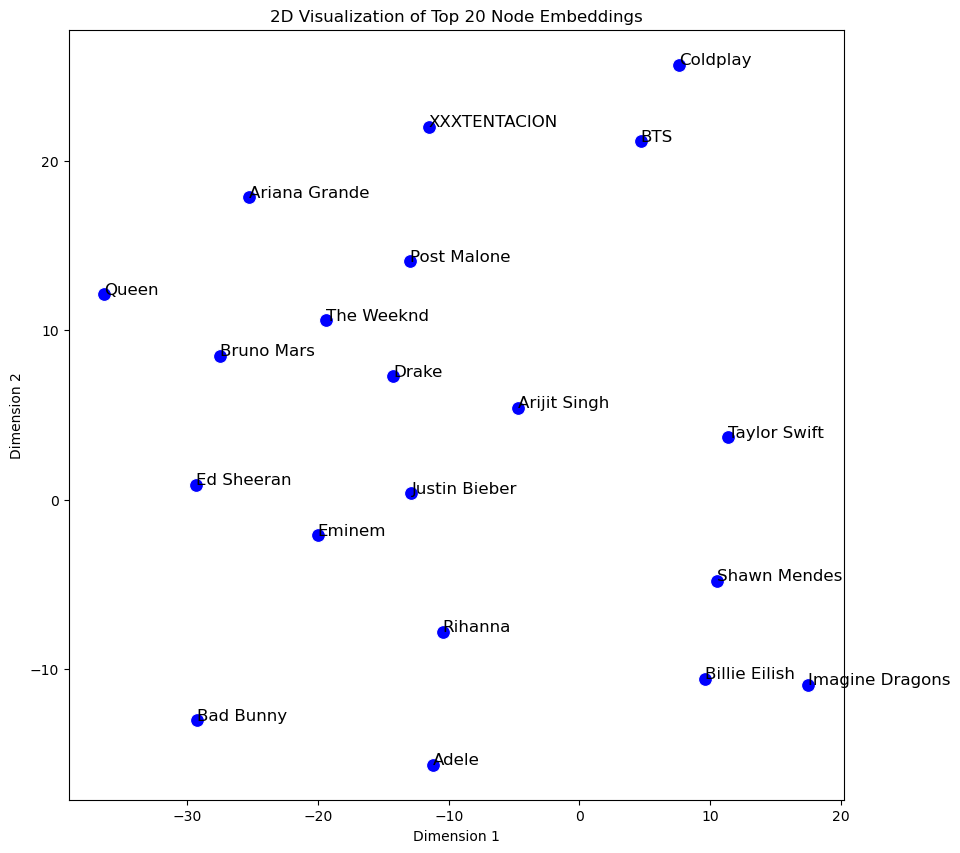 2D Visualization of Top 20 Node Embeddings
Coldplay
XXXTENTACION
BTS
20
Ariana Grande
Post Malone
Queen
The Weeknd
10
Bruno Mars
Drake
Dimension 2
Arijit Singh
Taylor Swift
Ed Sheeran
Justin Bieber
0
Eminem
Shawn Mendes
Rihanna
−10
Billie Eilish
Imagine Dragons
Bad Bunny
Adele
−30
−20
−10
0
10
20
Dimension 1